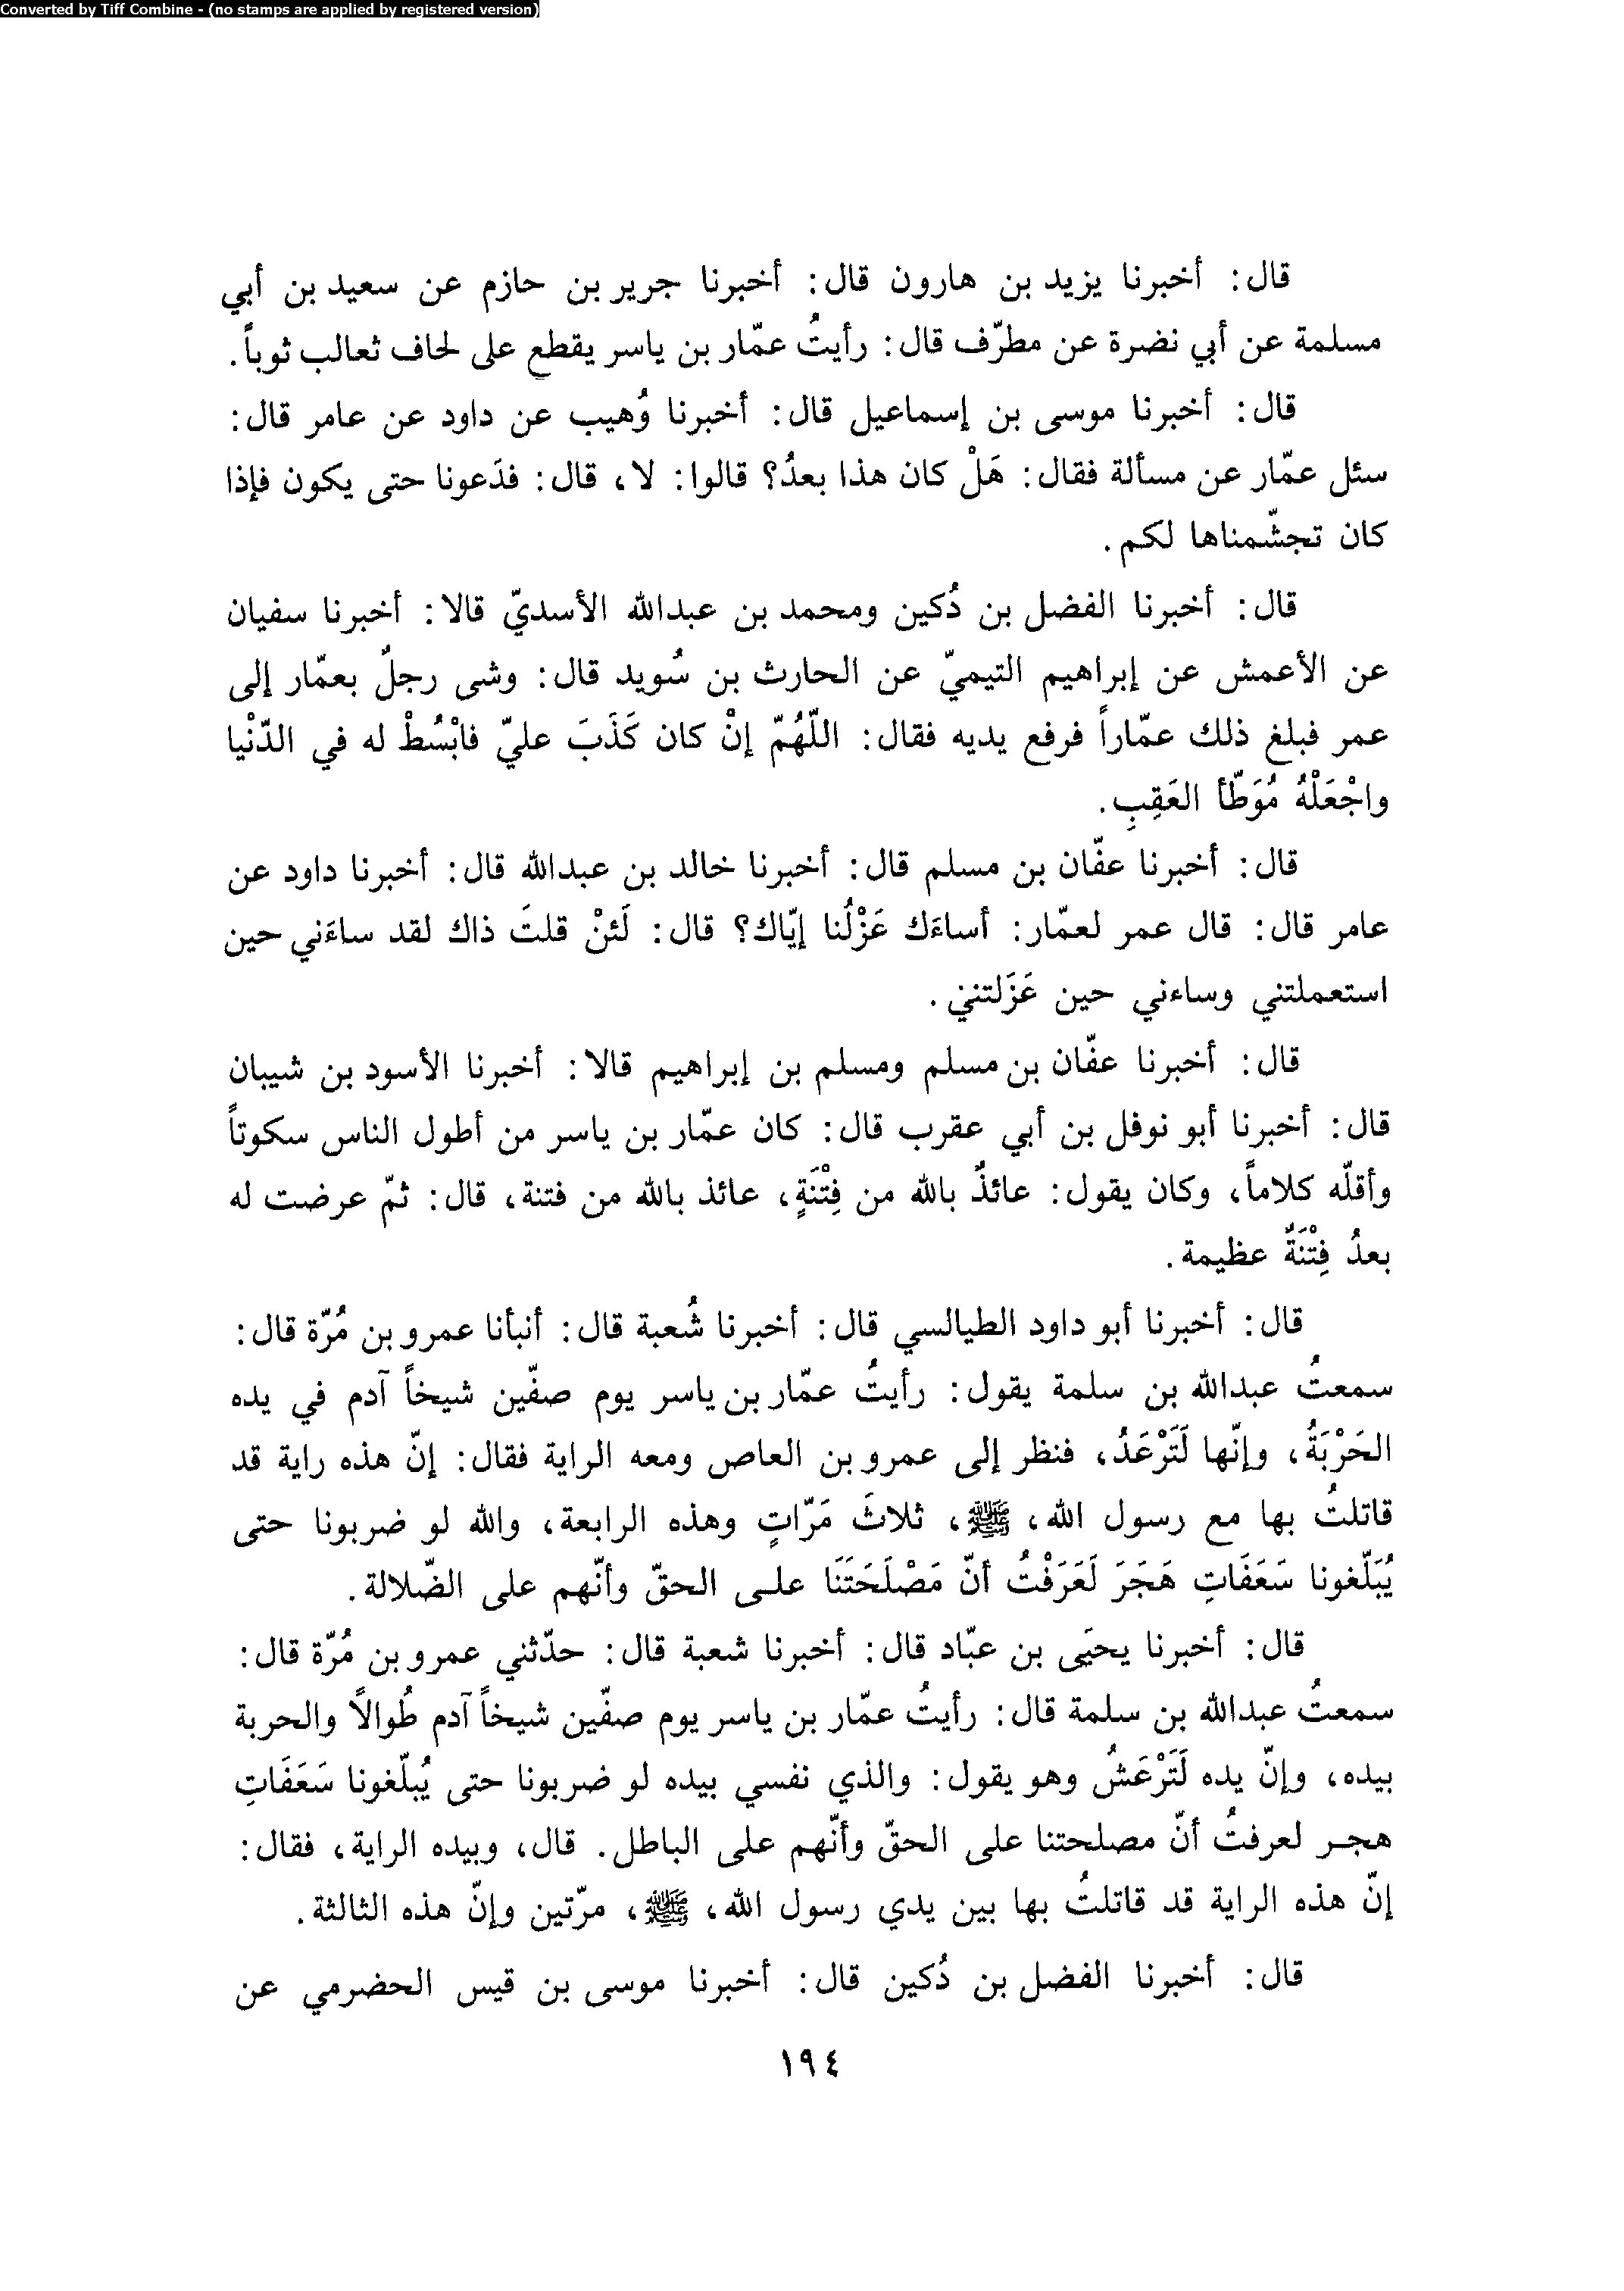 Converted by Tiff Combine - (no stamps are applied by registered version)
قال: أخبرنا يزيد بن هارون قال: أخبرنا جرير بن حازم عن سعيد بن أبي
مسلمة عن أبي نضرة عن مطرّف قال: رأيتُ عمّار بن ياسر يقطع على لحاف ثعالب ثوباً.
قال: أخبرنا موسى بن إسماعيل قال: أخبرنا وُهيب عن داود عن عامر قال:
سئل عمّار عن مسألة فقال: هَلْ كان هذا بعدُ؟ قالوا: لا، قال: فدَعونا حتى يكون فإذا
كان تجشّمناها لكم.
قال: أخبرنا الفضل بن دُكين ومحمد بن عبدالله الأسديّ قالا: أخبرنا سفيان
عن الأعمش عن إبراهيم التيميّ عن الحارث بن سُويد قال: وشى رجلٌ بعمّار إلى
عمر فبلغ ذلك عمّاراً فرفع يديه فقال: اللّهُمّ إنْ كان كَذَبَ عليّ فابْسُطْ له في الدّنْيا
واجْعَلْهُ مُوَطّأ العَقِبِ.
قال: أخبرنا عفّان بن مسلم قال: أخبرنا خالد بن عبدالله قال: أخبرنا داود عن
عامر قال: قال عمر لعمّار: أساءَك عَزْلُنا إيّاك؟ قال: لَئنْ قلتَ ذاك لقد ساءَني حين
استعملتني وساءني حين عَزَلتني.
قال: أخبرنا عفّان بن مسلم ومسلم بن إبراهيم قالا: أخبرنا الأسود بن شيبان
قال: أخبرنا أبو نوفل بن أبي عقرب قال: كان عمّار بن ياسر من أطول الناس سكوتاً
وأقلّه كلاماً، وكان يقول: عائذٌ بالله من فِتْنَةٍ، عائذ بالله من فتنة، قال: ثمّ عرضت له
بعدُ فِتْنَةٌ عظيمة.
قال: أخبرنا أبو داود الطيالسي قال: أخبرنا شُعبة قال: أنبأنا عمرو بن مُرّة قال:
سمعتُ عبدالله بن سلمة يقول: رأيتُ عمّار بن ياسر يوم صفّين شيخاً آدم في يده
الحَرْبَةُ، وإنّها لَتَرْعَدُ، فنظر إلى عمرو بن العاص ومعه الراية فقال: إنّ هذه راية قد
قاتلتُ بها مع رسول الله، ﷺ، ثلاثَ مَرّاتٍ وهذه الرابعة، والله لو ضربونا حتى
يُبَلّغونا سَعَفَاتِ هَجَرَ لَعَرَفْتُ أنّ مَصْلَحَتَنَا علـى الحقّ وأنّهم على الضّلالة.
قال: أخبرنا يحيَى بن عبّاد قال: أخبرنا شعبة قال: حدّثني عمرو بن مُرّة قال:
سمعتُ عبدالله بن سلمة قال: رأيتُ عمّار بن ياسر يوم صفّين شيخاً آدم طُوالاً والحربة
بيده، وإنّ يده لَتَرْعَشُ وهو يقول: والذي نفسي بيده لو ضربونا حتى يُبلّغونا سَعَفَاتِ
هجـر لعرفتُ أنّ مصلحتنا على الحقّ وأنّهم على الباطل. قال، وبيده الراية، فقال:
إنّ هذه الراية قد قاتلتُ بها بين يدي رسول الله، ﷺ، مرّتين وإنّ هذه الثالثة.
قال: أخبرنا الفضل بن دُكين قال: أخبرنا موسى بن قيس الحضرمي عن
١٩٤